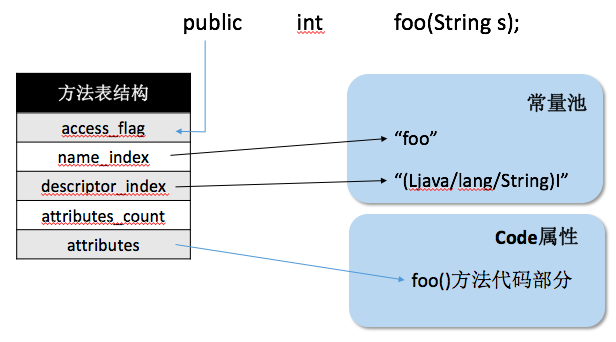 public int foo(String s);
方法表结构
access_flag
name_index
descriptor_index
attributes_count
attributes
常量池
“foo”
“(Ljava/lang/String)I”
Code属性
foo()方法代码部分